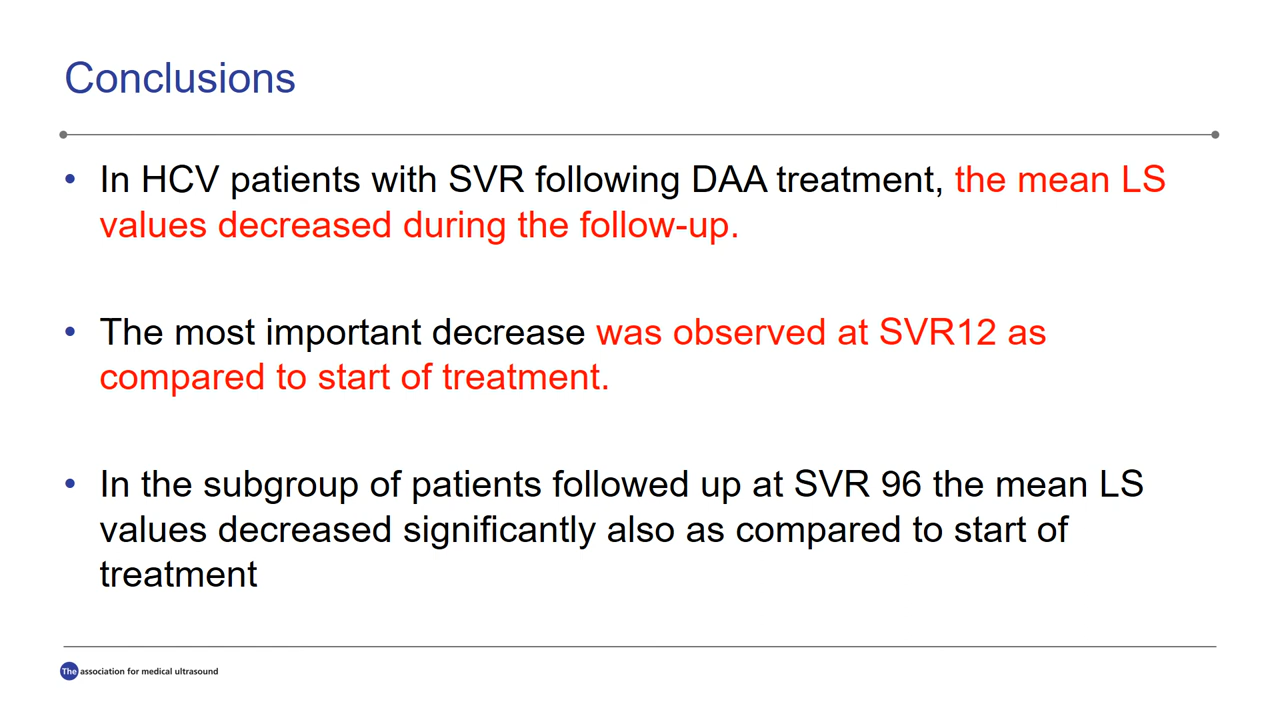 Conclusions
• In HCV patients with SVR following DAA treatment, the mean LS
values decreased during the follow-up.
• The most important decrease was observed at SVR12 as
compared to start of treatment.
• In the subgroup of patients followed up at SVR 96 the mean LS
values decreased significantly also as compared to start of
treatment
The association for medical ultrasound